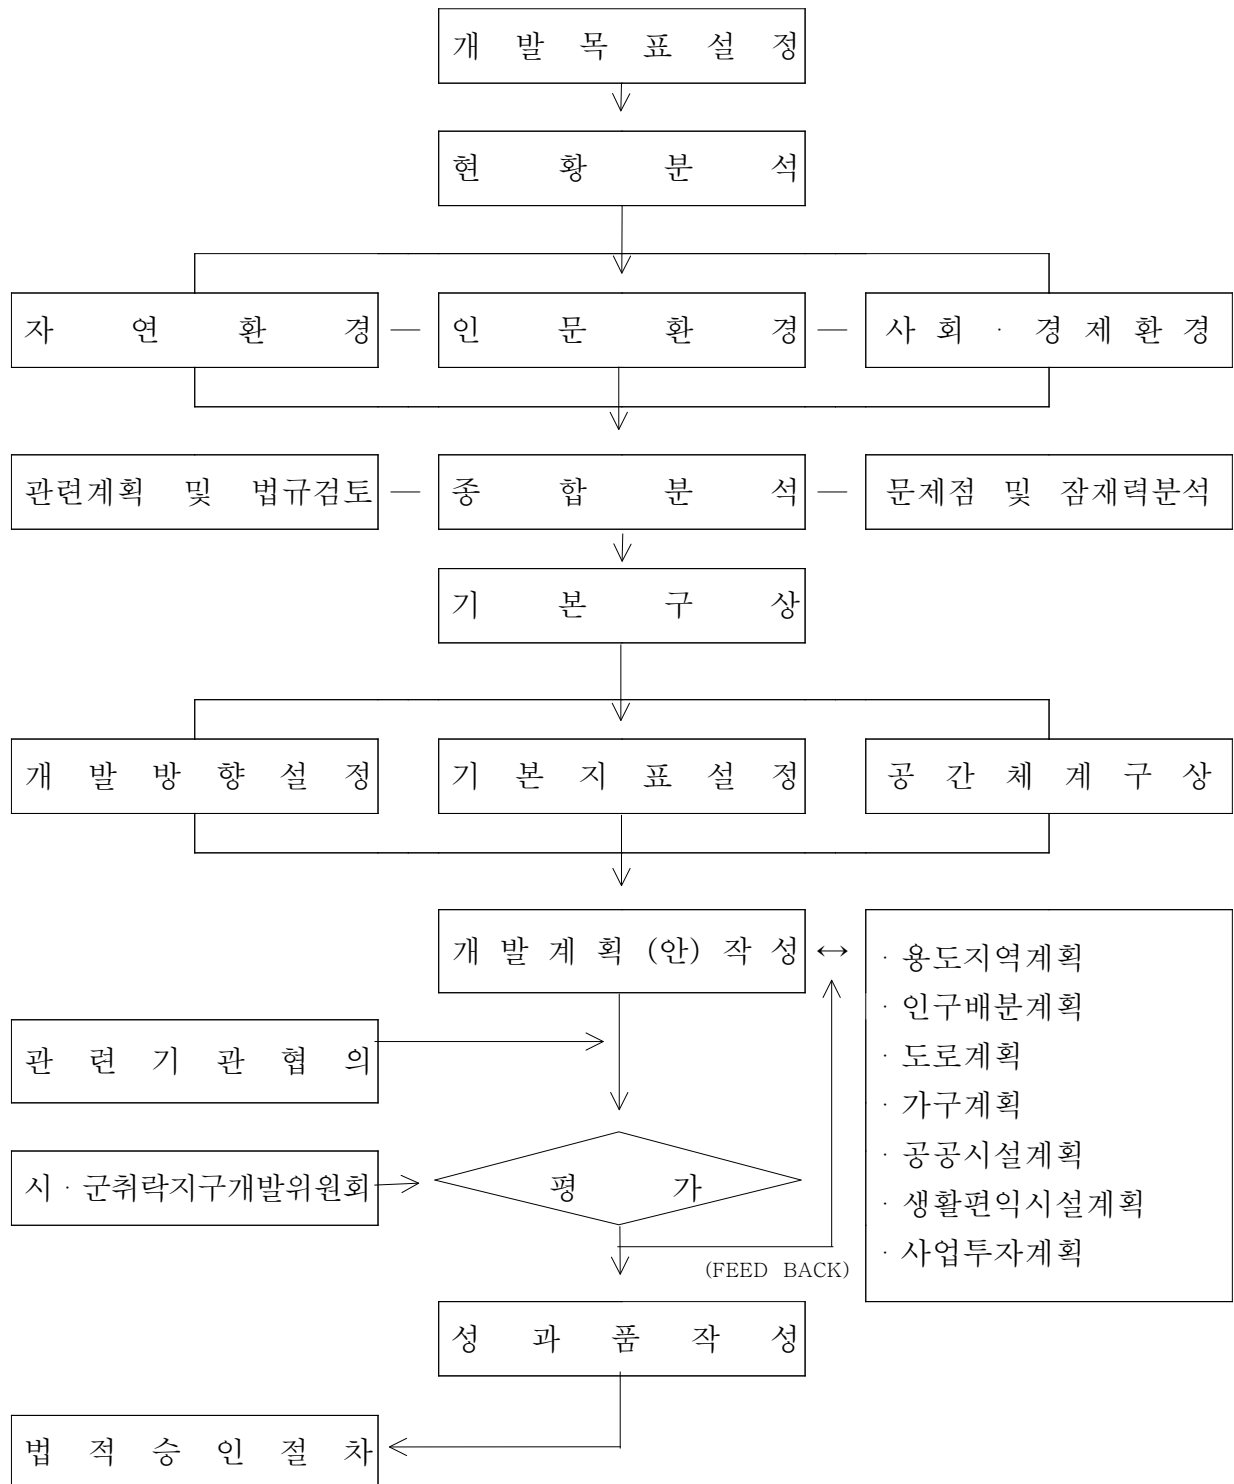 개 발 목 표 설 정
현 황 분 석
자 연 환 경 — 인 문 환 경 — 사 회 · 경 제 환 경
관련계획 및 법규검토 — 종 합 분 석 — 문제점 및 잠재력분석
기 본 구 상
개 발 방 향 설 정
기 본 지 표 설 정
공 간 체 계 구 상
개 발 계 획 (안) 작 성 ↔
· 용도지역계획
· 인구배분계획
· 도로계획
· 가구계획
· 공공시설계획
· 생활편익시설계획
· 사업투자계획
관 련 기 관 협 의
시 · 군취락지구개발위원회
평 가
(FEED BACK)
성 과 품 작 성
법 적 승 인 절 차